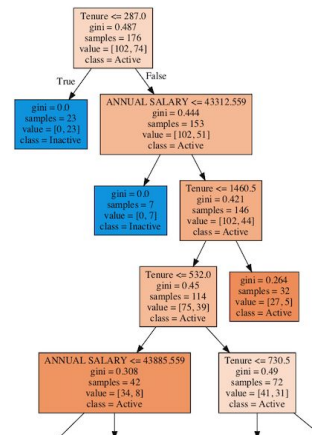 Tenure <= 287.0
gini = 0.487
samples = 176
value = [102, 74]
class = Active
True
False
gini = 0.0
samples = 23
value = [0, 23]
class = Inactive
ANNUAL SALARY <= 43312.559
gini = 0.444
samples = 153
value = [102, 51]
class = Active
gini = 0.0
samples = 7
value = [0, 7]
class = Inactive
Tenure <= 1460.5
gini = 0.421
samples = 146
value = [102, 44]
class = Active
Tenure <= 532.0
gini = 0.45
samples = 114
value = [75, 39]
class = Active
gini = 0.264
samples = 32
value = [27, 5]
class = Active
ANNUAL SALARY <= 43885.559
gini = 0.308
samples = 42
value = [34, 8]
class = Active
Tenure <= 730.5
gini = 0.49
samples = 72
value = [41, 31]
class = Active